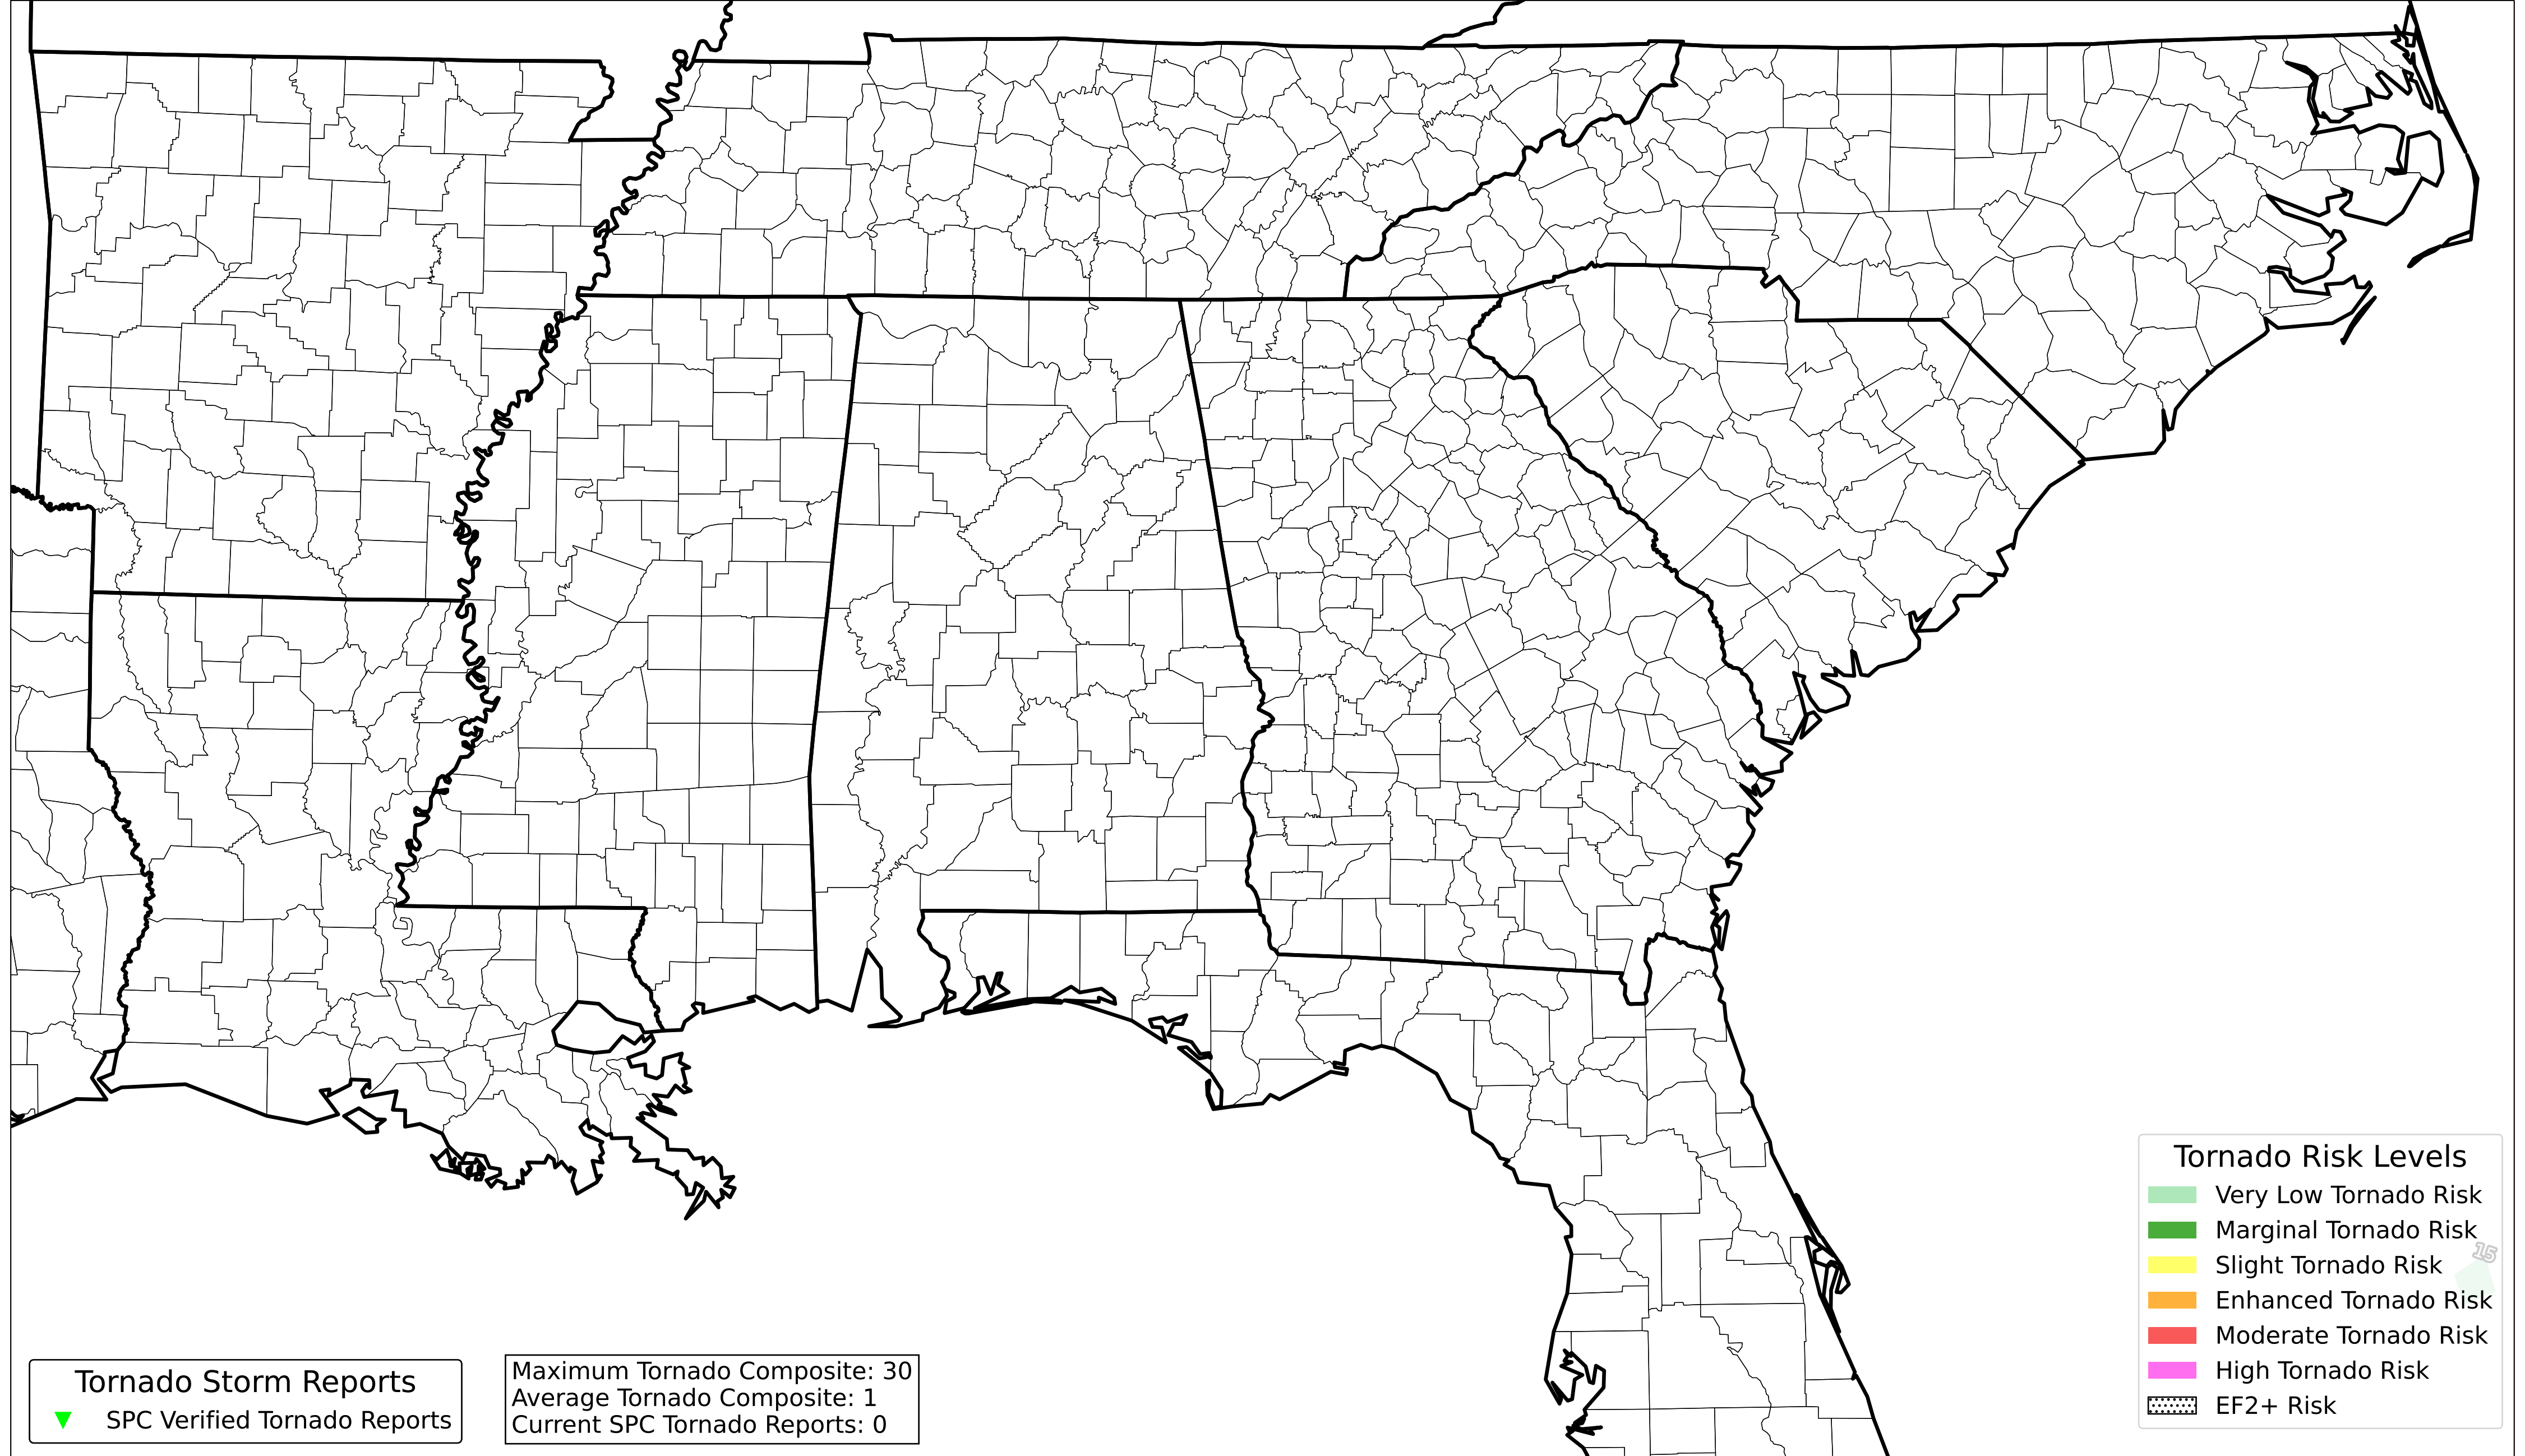 Tornado Risk Levels
Very Low Tornado Risk
Marginal Tornado Risk
15
Slight Tornado Risk
Enhanced Tornado Risk
Moderate Tornado Risk
High Tornado Risk
EF2+ Risk
Tornado Storm Reports
SPC Verified Tornado Reports
Maximum Tornado Composite: 30
Average Tornado Composite: 1
Current SPC Tornado Reports: 0